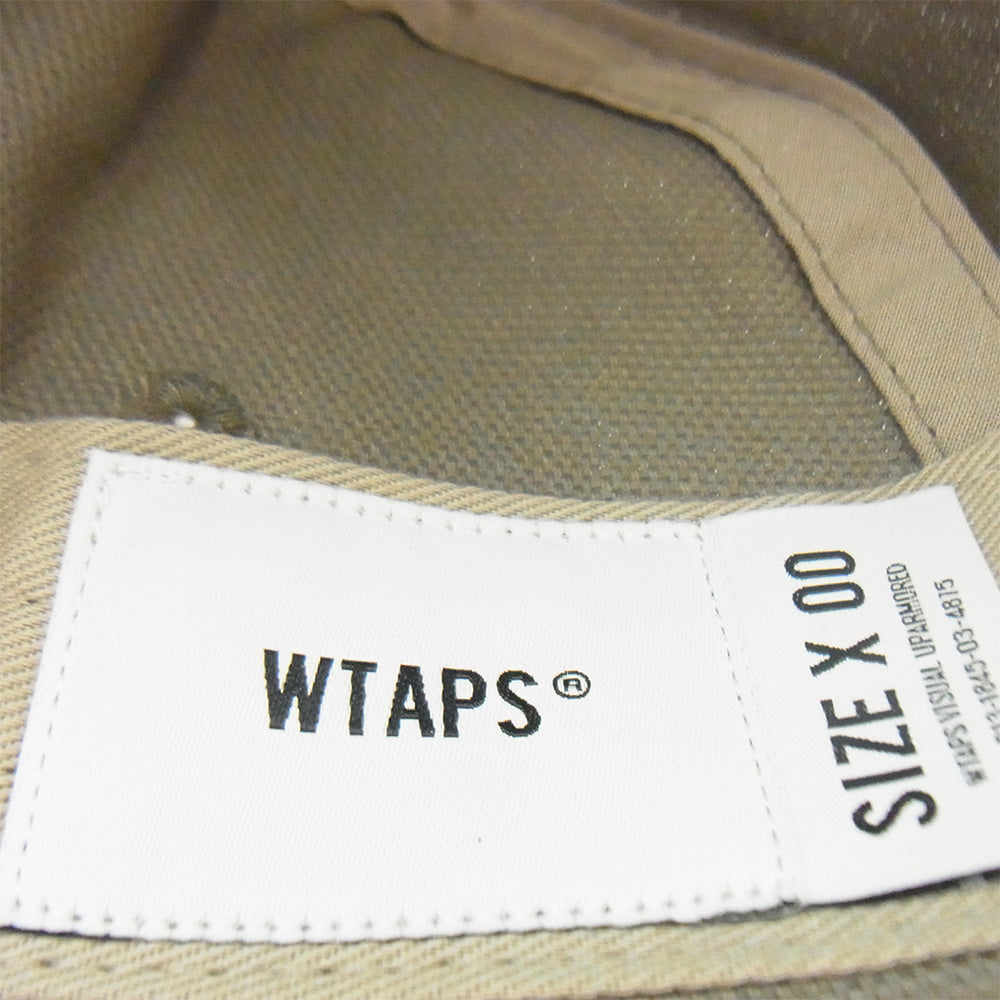 WTAPS®
SIZE X 00
WTAPS VISUAL UPARMORED